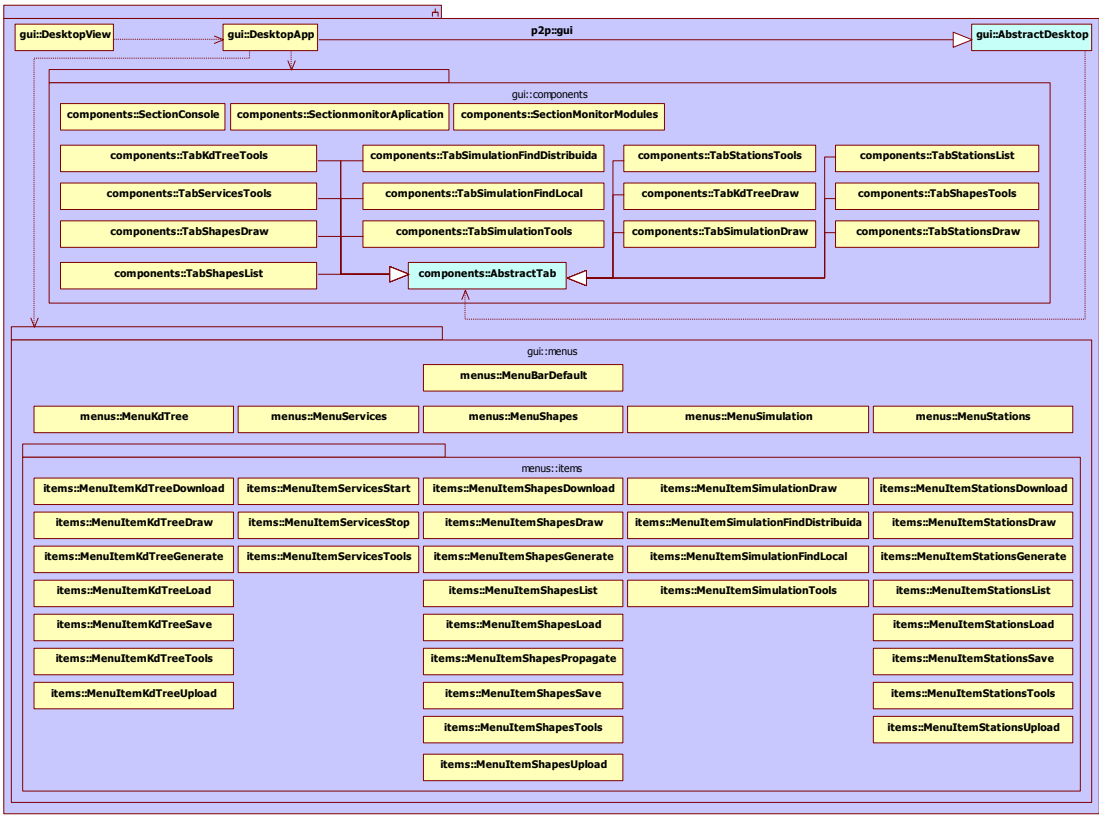 p2p::gui
gui::DesktopView
gui::DesktopApp
gui::AbstractDesktop
gui::components
components::SectionConsole
components::SectionmonitorAplication
components::SectionMonitorModules
components::TabKdTreeTools
components::TabSimulationFindDistribuida
components::TabStationsTools
components::TabStationsList
components::TabServicesTools
components::TabSimulationFindLocal
components::TabKdTreeDraw
components::TabShapesTools
components::TabShapesDraw
components::TabSimulationTools
components::TabSimulationDraw
components::TabStationsDraw
components::TabShapesList
components::AbstractTab
gui::menus
menus::MenuBarDefault
menus::MenuKdTree
menus::MenuServices
menus::MenuShapes
menus::MenuSimulation
menus::MenuStations
menus::items
items::MenuItemKdTreeDownload
items::MenuItemServicesStart
items::MenuItemShapesDownload
items::MenuItemSimulationDraw
items::MenuItemStationsDownload
items::MenuItemKdTreeDraw
items::MenuItemServicesStop
items::MenuItemShapesDraw
items::MenuItemSimulationFindDistribuida
items::MenuItemStationsDraw
items::MenuItemKdTreeGenerate
items::MenuItemServicesTools
items::MenuItemShapesGenerate
items::MenuItemSimulationFindLocal
items::MenuItemStationsGenerate
items::MenuItemKdTreeLoad
items::MenuItemShapesList
items::MenuItemSimulationTools
items::MenuItemStationsList
items::MenuItemKdTreeSave
items::MenuItemShapesLoad
items::MenuItemStationsLoad
items::MenuItemKdTreeTools
items::MenuItemShapesPropagate
items::MenuItemStationsSave
items::MenuItemKdTreeUpload
items::MenuItemShapesSave
items::MenuItemStationsTools
items::MenuItemShapesTools
items::MenuItemStationsUpload
items::MenuItemShapesUpload